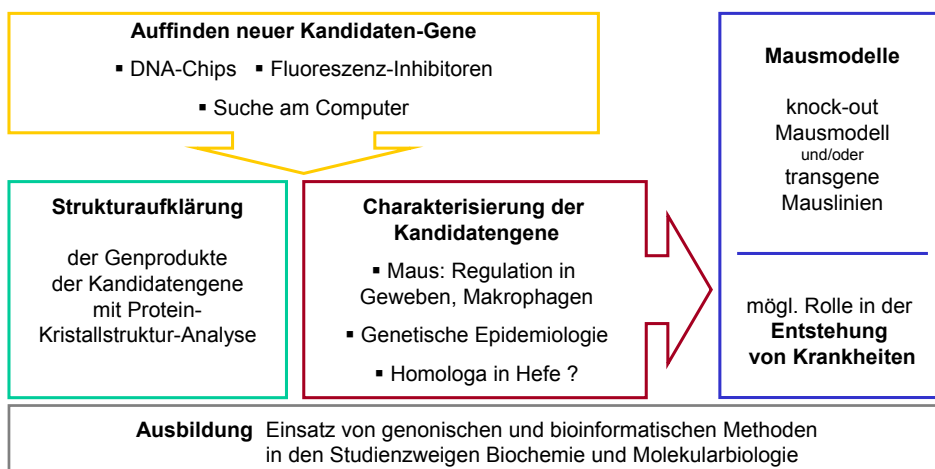 Auffinden neuer Kandidaten-Gene
▪ DNA-Chips ▪ Fluoreszenz-Inhibitoren
▪ Suche am Computer
Strukturaufklärung
der Genprodukte
der Kandidatengene
mit Protein-
Kristallstruktur-Analyse
Charakterisierung der
Kandidatengene
▪ Maus: Regulation in
Geweben, Makrophagen
▪ Genetische Epidemiologie
▪ Homologa in Hefe ?
Mausmodelle
knock-out
Mausmodell
und/oder
transgene
Mauslinien
mögl. Rolle in der
Entstehung
von Krankheiten
Ausbildung Einsatz von genonischen und bioinformatischen Methoden
in den Studienzweigen Biochemie und Molekularbiologie